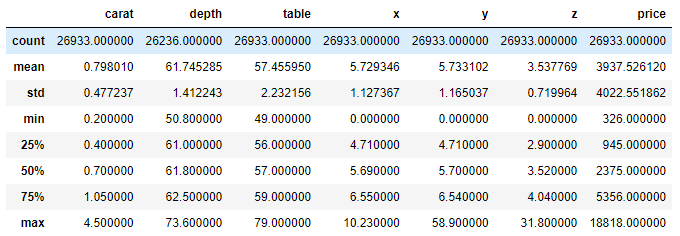 carat depth table x y z price
count 26933.000000 26236.000000 26933.000000 26933.000000 26933.000000 26933.000000 26933.000000
mean 0.798010 61.745285 57.455950 5.729346 5.733102 3.537769 3937.526120
std 0.477237 1.412243 2.232156 1.127367 1.165037 0.719964 4022.551862
min 0.200000 50.800000 49.000000 0.000000 0.000000 0.000000 326.000000
25% 0.400000 61.000000 56.000000 4.710000 4.710000 2.900000 945.000000
50% 0.700000 61.800000 57.000000 5.690000 5.700000 3.520000 2375.000000
75% 1.050000 62.500000 59.000000 6.550000 6.540000 4.040000 5356.000000
max 4.500000 73.600000 79.000000 10.230000 58.900000 31.800000 18818.000000